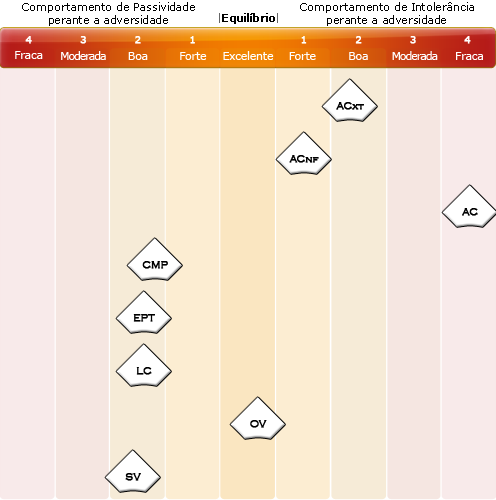 Comportamento de Passividade
perante a adversidade
|Equilíbrio|
Comportamento de Intolerância
perante a adversidade
4 3 2 1 1 2 3 4
Fraca Moderada Boa Forte Excelente Forte Boa Moderada Fraca
ACXT
ACNF
AC
CMP
EPT
LC
OV
SV